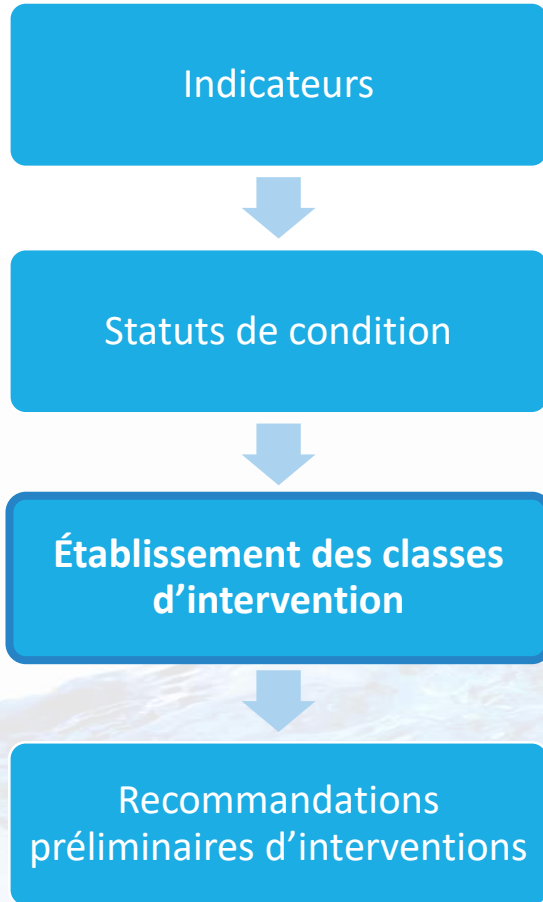 Indicateurs
Statuts de condition
Établissement des classes
d’intervention
Recommandations
préliminaires d’interventions